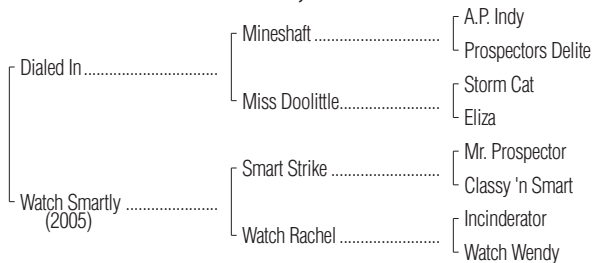 A.P. Indy
Mineshaft ........................
Prospectors Delite
Dialed In ..........................
Storm Cat
Miss Doolittle...................
Eliza
Mr. Prospector
Smart Strike .....................
Classy 'n Smart
Watch Smartly ..................
(2005)
Incinderator
Watch Rachel ...................
Watch Wendy